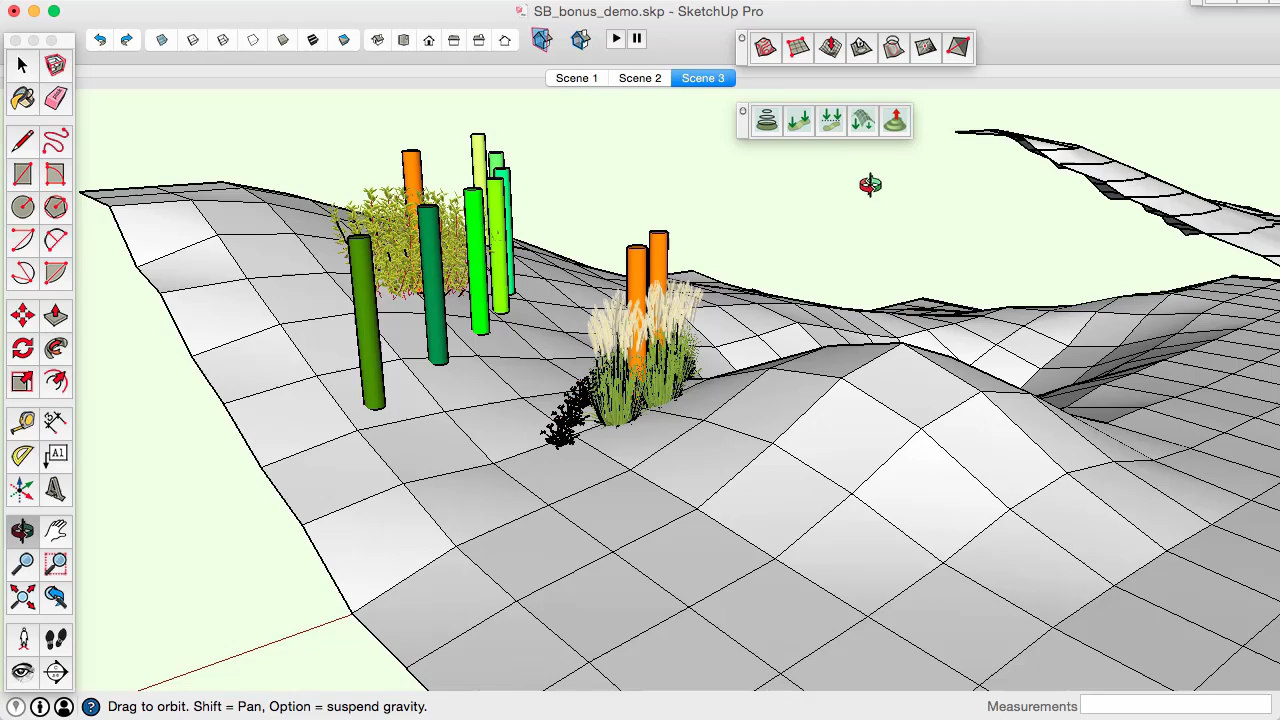 SB_bonus_demo.skp - SketchUp Pro
Scene 1
Scene 2
Scene 3
A1
Drag to orbit. Shift = Pan, Option = suspend gravity.
Measurements